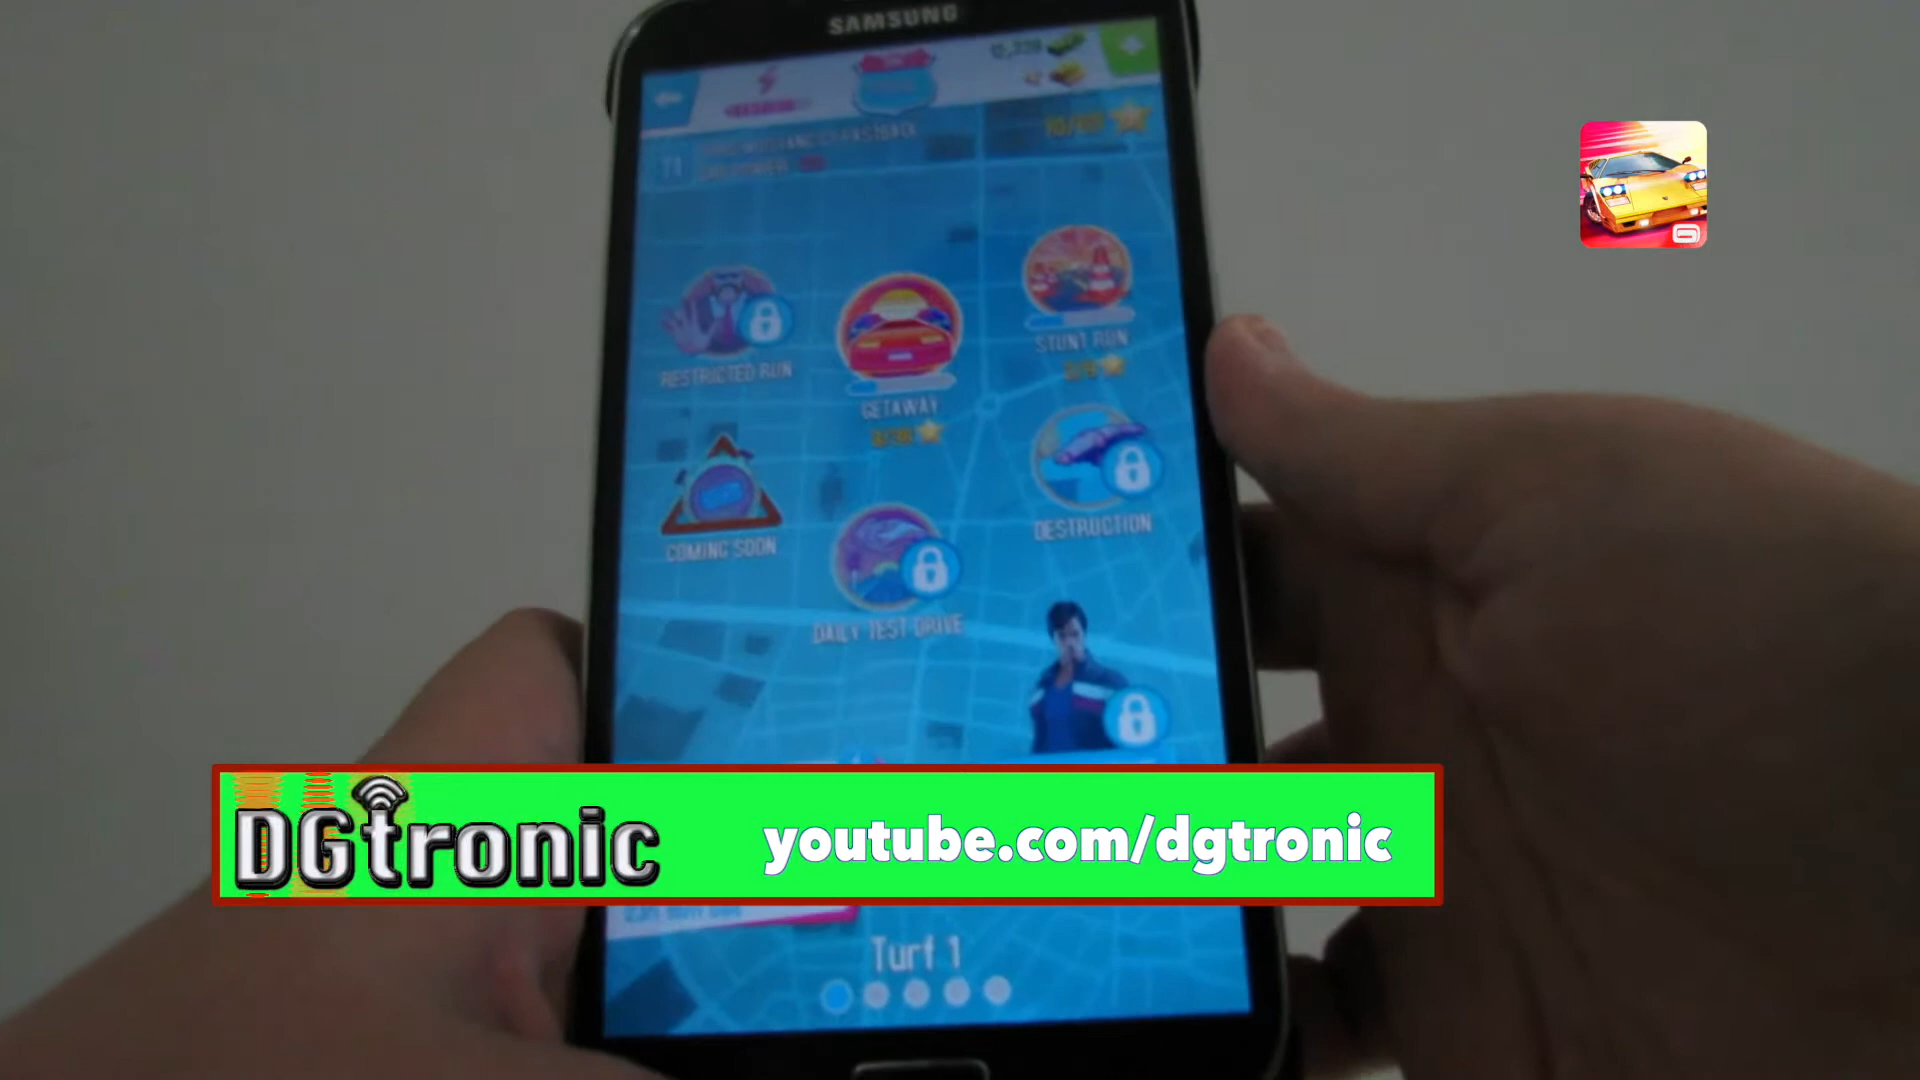 SAMSUNG
RESTRICTED RUN
STUNT RUN
GETAWAY
COMING SOON
DESTRUCTION
DAILY TEST DRIVE
DGtronic
youtube.com/dgtronic
Turf 1